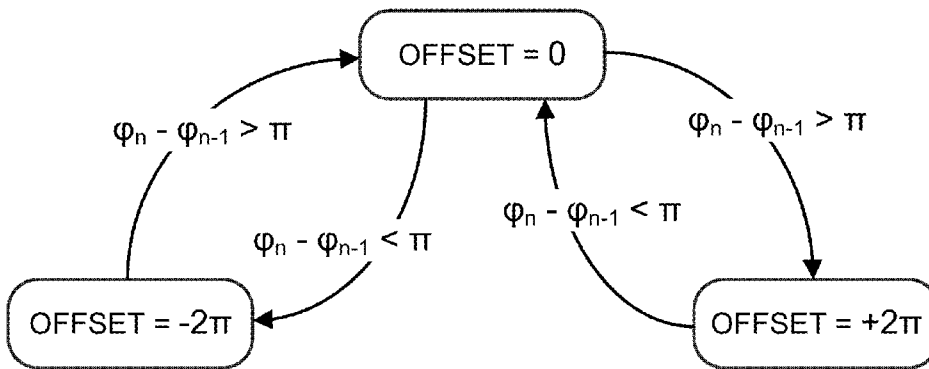 OFFSET = 0
φn - φn-1 > π
φn - φn-1 > π
φn - φn-1 < π
φn - φn-1 < π
OFFSET = -2π
OFFSET = +2π